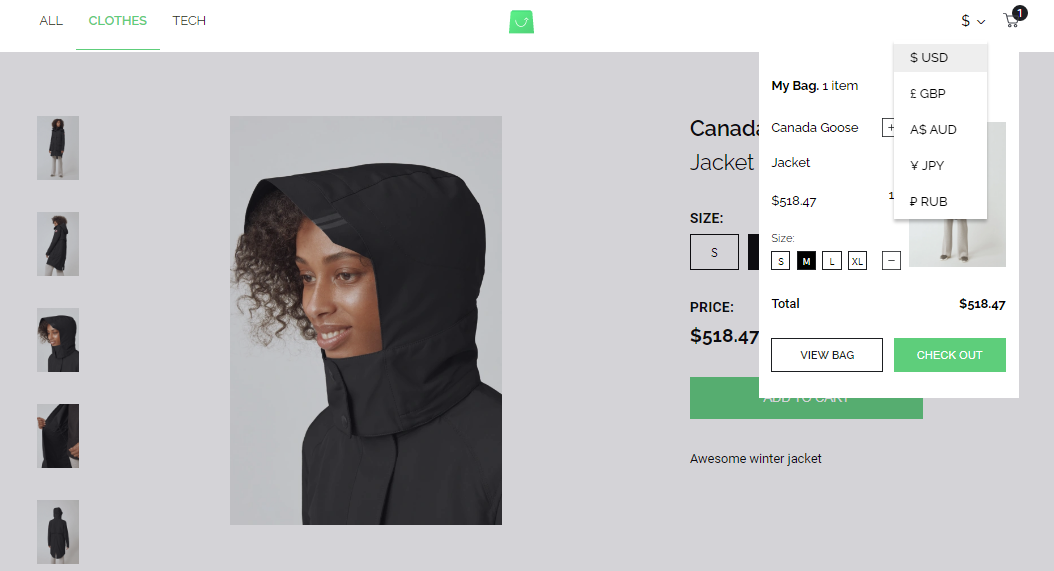 ALL
CLOTHES
TECH
$
1
$ USD
£ GBP
A$ AUD
¥ JPY
₽ RUB
My Bag. 1 item
Canada Goose
+
Jacket
$518.47
1
Size:
S
M
L
XL
−
Total
$518.47
VIEW BAG
CHECK OUT
Jacket
SIZE:
S
PRICE:
$518.47
ADD TO CART
Awesome winter jacket